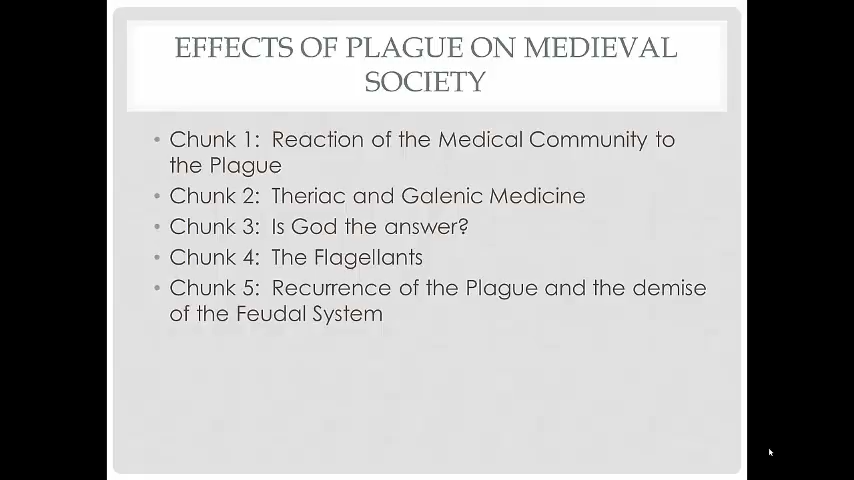 EFFECTS OF PLAGUE ON MEDIEVAL
SOCIETY
• Chunk 1: Reaction of the Medical Community to
the Plague
• Chunk 2: Theriac and Galenic Medicine
• Chunk 3: Is God the answer?
• Chunk 4: The Flagellants
• Chunk 5: Recurrence of the Plague and the demise
of the Feudal System